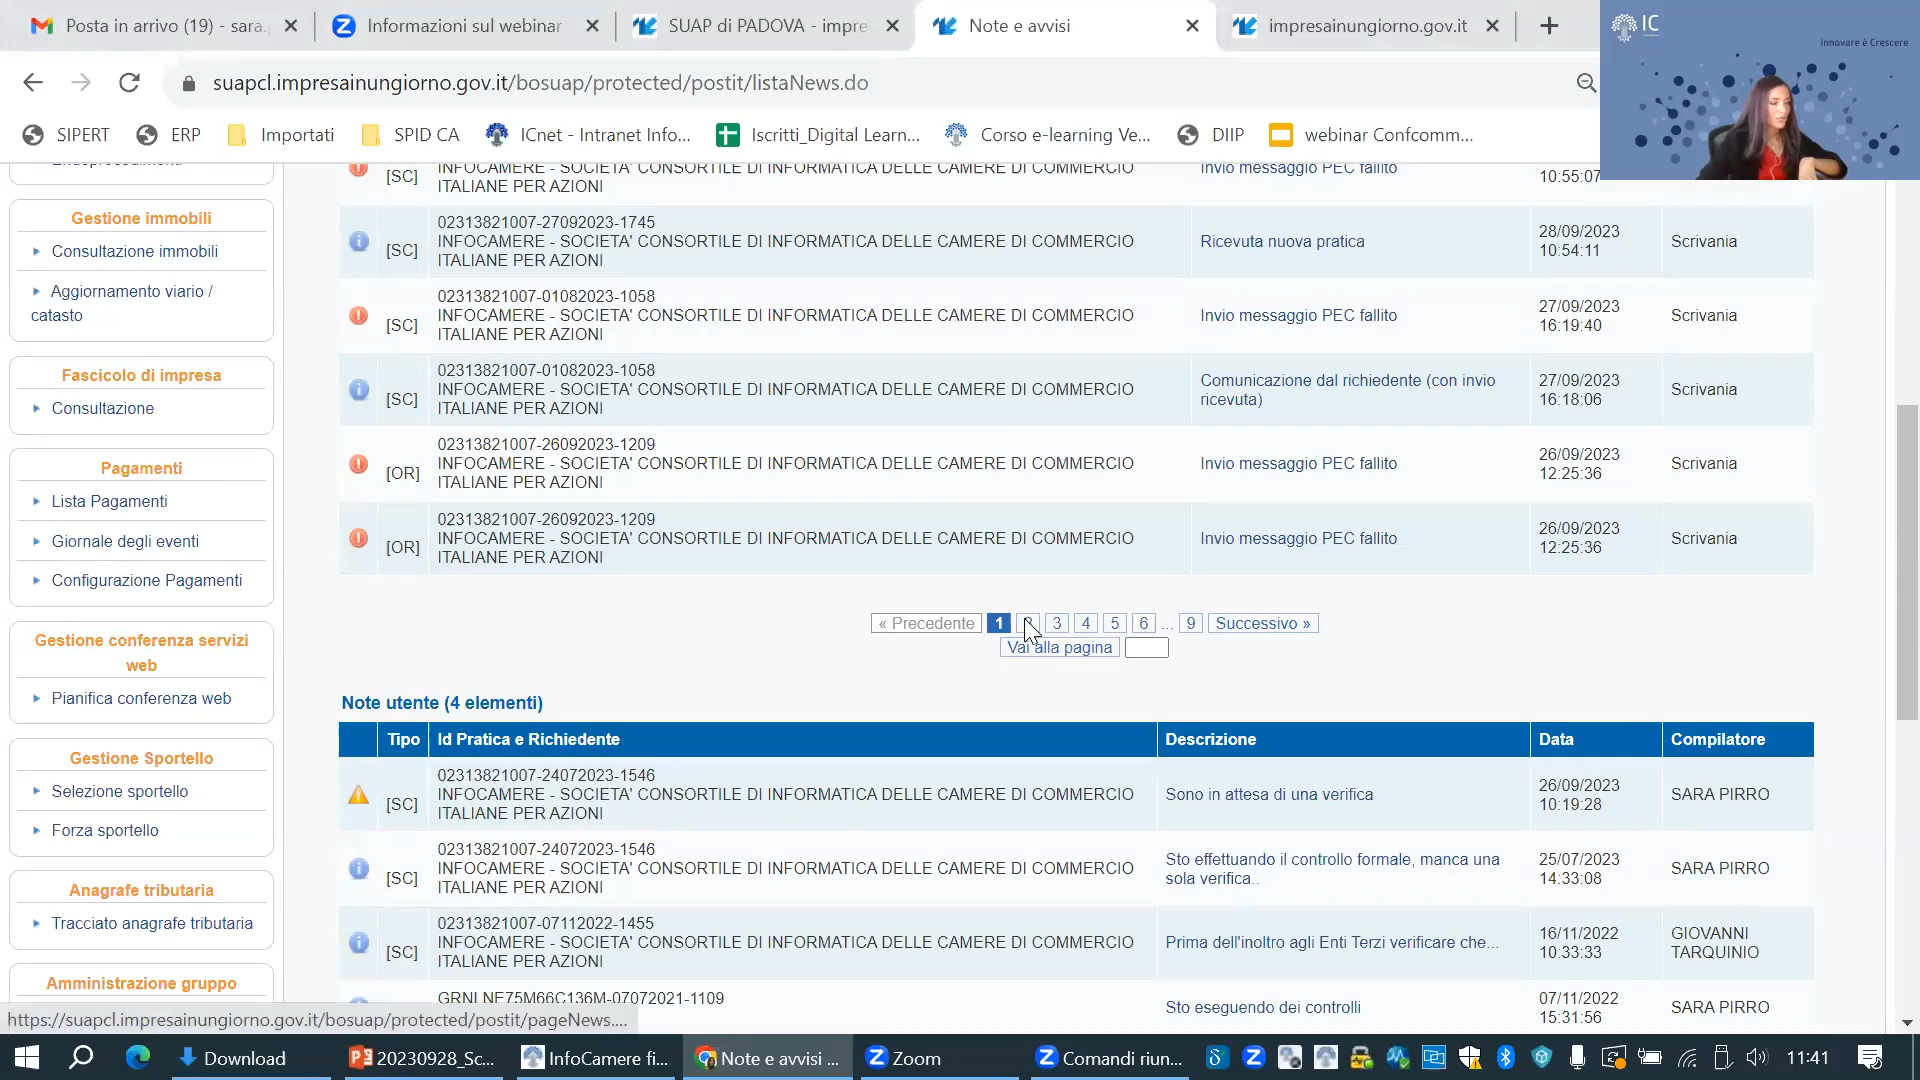 Posta in arrivo (19) - sara.
Informazioni sul webinar
SUAP di PADOVA - impre
Note e avvisi
impresainungiorno.gov.it
IC
Innovare è Crescere
suapcl.impresainungiorno.gov.it/bosuap/protected/postit/listaNews.do
SIPERT
ERP
Importati
SPID CA
ICnet - Intranet Info...
Iscritti_Digital Learn...
Corso e-learning Ve...
DIIP
webinar Confcomm...
Gestione immobili
Consultazione immobili
Aggiornamento viario /
catasto
Fascicolo di impresa
Consultazione
Pagamenti
Lista Pagamenti
Giornale degli eventi
Configurazione Pagamenti
Gestione conferenza servizi
web
Pianifica conferenza web
Gestione Sportello
Selezione sportello
Forza sportello
Anagrafe tributaria
Tracciato anagrafe tributaria
Amministrazione gruppo
[SC]
INFOCAMERE - SOCIETA' CONSORTILE DI INFORMATICA DELLE CAMERE DI COMMERCIO
ITALIANE PER AZIONI
Invio messaggio PEC fallito
10:55:07
[SC]
02313821007-27092023-1745
INFOCAMERE - SOCIETA' CONSORTILE DI INFORMATICA DELLE CAMERE DI COMMERCIO
ITALIANE PER AZIONI
Ricevuta nuova pratica
28/09/2023
10:54:11
Scrivania
[SC]
02313821007-01082023-1058
INFOCAMERE - SOCIETA' CONSORTILE DI INFORMATICA DELLE CAMERE DI COMMERCIO
ITALIANE PER AZIONI
Invio messaggio PEC fallito
27/09/2023
16:19:40
Scrivania
[SC]
02313821007-01082023-1058
INFOCAMERE - SOCIETA' CONSORTILE DI INFORMATICA DELLE CAMERE DI COMMERCIO
ITALIANE PER AZIONI
Comunicazione dal richiedente (con invio
ricevuta)
27/09/2023
16:18:06
Scrivania
[OR]
02313821007-26092023-1209
INFOCAMERE - SOCIETA' CONSORTILE DI INFORMATICA DELLE CAMERE DI COMMERCIO
ITALIANE PER AZIONI
Invio messaggio PEC fallito
26/09/2023
12:25:36
Scrivania
[OR]
02313821007-26092023-1209
INFOCAMERE - SOCIETA' CONSORTILE DI INFORMATICA DELLE CAMERE DI COMMERCIO
ITALIANE PER AZIONI
Invio messaggio PEC fallito
26/09/2023
12:25:36
Scrivania
« Precedente 1 2 3 4 5 6 ... 9 Successivo »
Vai alla pagina
Note utente (4 elementi)
Tipo Id Pratica e Richiedente Descrizione Data Compilatore
[SC]
02313821007-24072023-1546
INFOCAMERE - SOCIETA' CONSORTILE DI INFORMATICA DELLE CAMERE DI COMMERCIO
ITALIANE PER AZIONI
Sono in attesa di una verifica
26/09/2023
10:19:28
SARA PIRRO
[SC]
02313821007-24072023-1546
INFOCAMERE - SOCIETA' CONSORTILE DI INFORMATICA DELLE CAMERE DI COMMERCIO
ITALIANE PER AZIONI
Sto effettuando il controllo formale, manca una
sola verifica..
25/07/2023
14:33:08
SARA PIRRO
[SC]
02313821007-07112022-1455
INFOCAMERE - SOCIETA' CONSORTILE DI INFORMATICA DELLE CAMERE DI COMMERCIO
ITALIANE PER AZIONI
Prima dell'inoltro agli Enti Terzi verificare che...
16/11/2022
10:33:33
GIOVANNI
TARQUINIO
GRNLNE75M66C136M-07072021-1109
Sto eseguendo dei controlli
07/11/2022
15:31:56
SARA PIRRO
https://suapcl.impresainungiorno.gov.it/bosuap/protected/postit/pageNews....
Download
20230928_Sc...
InfoCamere fi...
Note e avvisi ...
Zoom
Comandi riun...
11:41